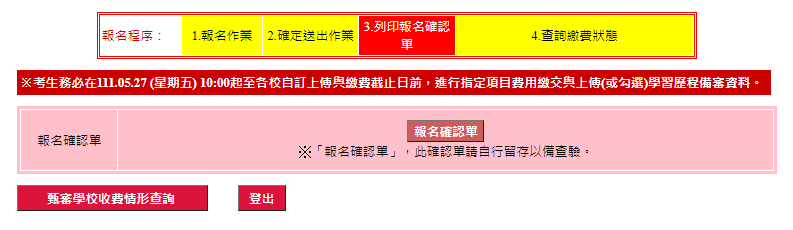 報名程序：
1.報名作業
2.確定送出作業
3.列印報名確認
單
4.查詢繳費狀態
※考生務必在111.05.27 (星期五) 10:00起至各校自訂上傳與繳費截止日前，進行指定項目費用繳交與上傳(或勾選)學習歷程備審資料。
報名確認單
報名確認單
※「報名確認單」，此確認單請自行留存以備查驗。
甄審學校收費情形查詢
登出